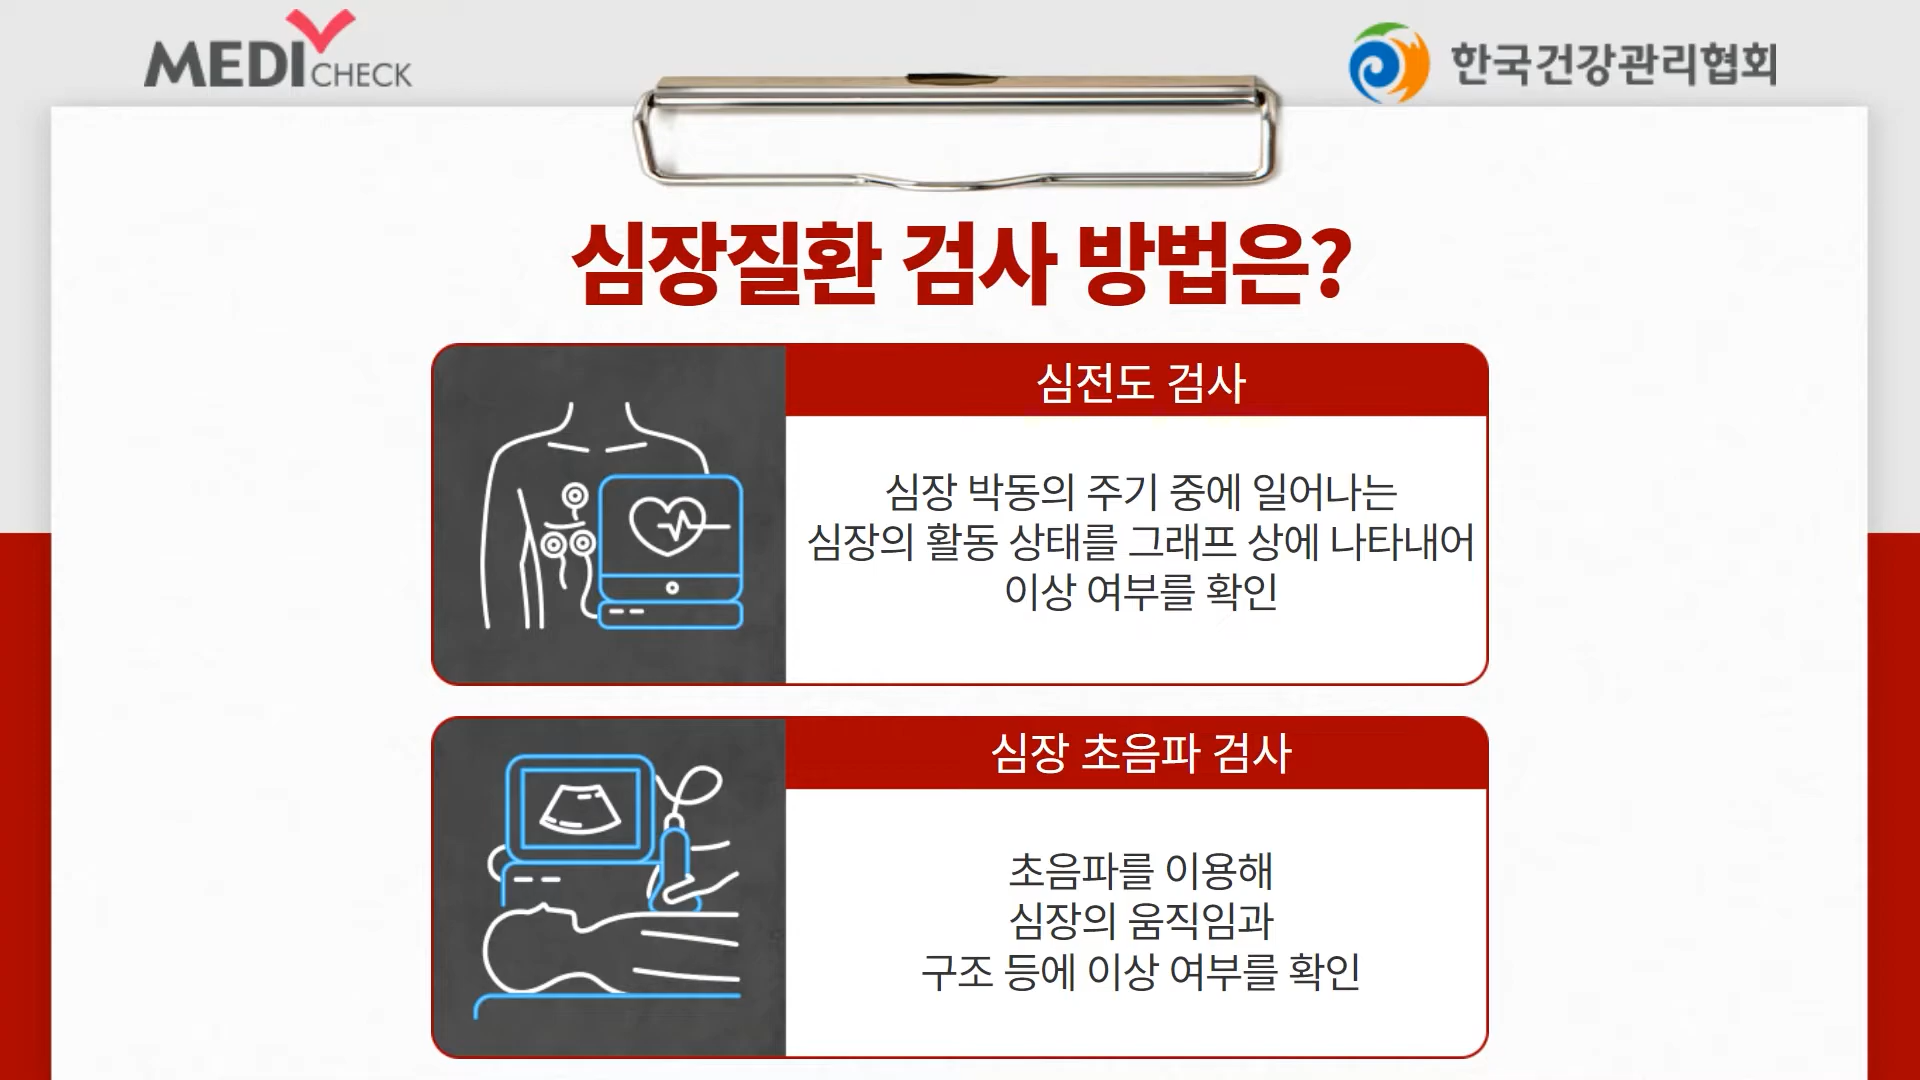 MEDICHECK
한국건강관리협회
심장질환 검사 방법은?
심전도 검사
심장 박동의 주기 중에 일어나는
심장의 활동 상태를 그래프 상에 나타내어
이상 여부를 확인
심장 초음파 검사
초음파를 이용해
심장의 움직임과
구조 등에 이상 여부를 확인